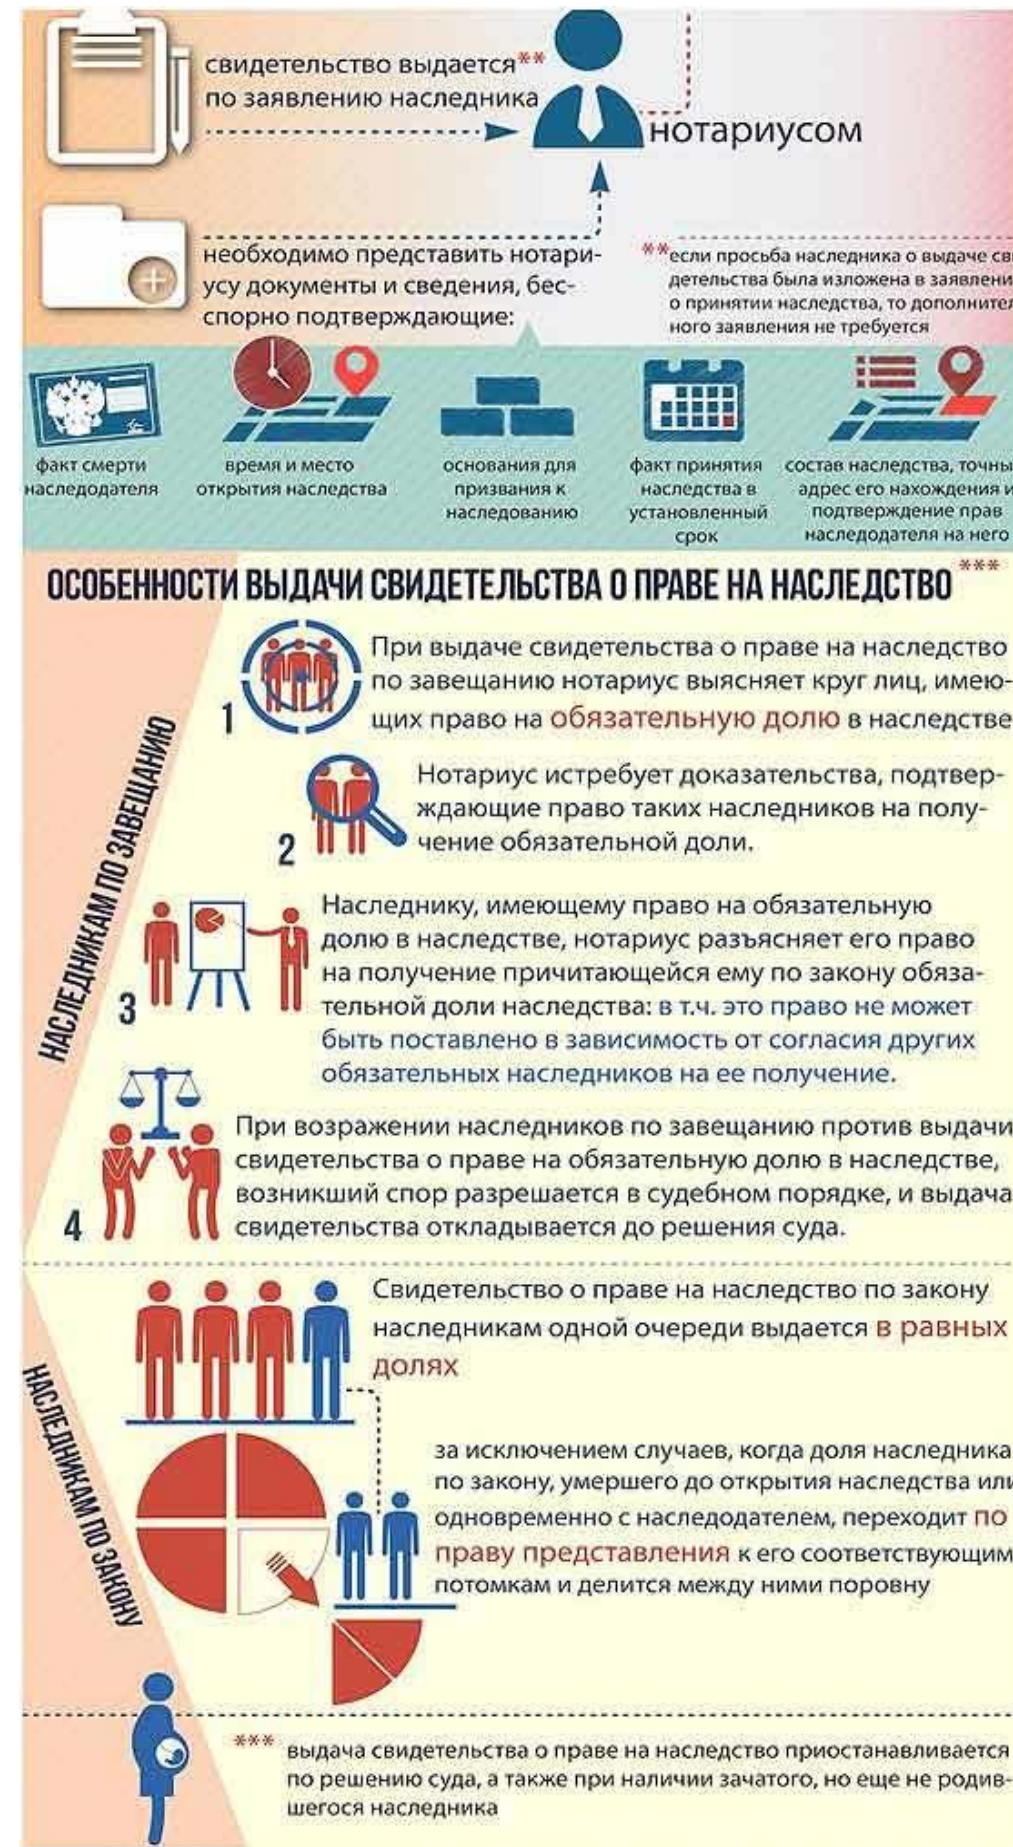 свидетельство выдается**
по заявлению наследника
нотариусом
необходимо представить нотари-
усу документы и сведения, бес-
спорно подтверждающие:
**если просьба наследника о выдаче сви
детельства была изложена в заявлени
о принятии наследства, то дополнител
ного заявления не требуется
факт смерти
наследодателя
время и место
открытия наследства
основания для
призвания к
наследованию
факт принятия
наследства в
установленный
срок
состав наследства, точны
адрес его нахождения и
подтверждение прав
наследодателя на него
ОСОБЕННОСТИ ВЫДАЧИ СВИДЕТЕЛЬСТВА О ПРАВЕ НА НАСЛЕДСТВО ***
НАСЛЕДНИКАМ ПО ЗАВЕЩАНИЮ
1
При выдаче свидетельства о праве на наследство
по завещанию нотариус выясняет круг лиц, имею-
щих право на обязательную долю в наследстве
2
Нотариус истребует доказательства, подтвер-
ждающие право таких наследников на полу-
чение обязательной доли.
3
Наследнику, имеющему право на обязательную
долю в наследстве, нотариус разъясняет его право
на получение причитающейся ему по закону обяза-
тельной доли наследства: в т.ч. это право не может
быть поставлено в зависимость от согласия других
обязательных наследников на ее получение.
4
При возражении наследников по завещанию против выдачи
свидетельства о праве на обязательную долю в наследстве,
возникший спор разрешается в судебном порядке, и выдача
свидетельства откладывается до решения суда.
НАСЛЕДНИКАМ ПО ЗАКОНУ
Свидетельство о праве на наследство по закону
наследникам одной очереди выдается в равных
долях
за исключением случаев, когда доля наследника
по закону, умершего до открытия наследства или
одновременно с наследодателем, переходит по
праву представления к его соответствующим
потомкам и делится между ними поровну
*** выдача свидетельства о праве на наследство приостанавливается
по решению суда, а также при наличии зачатого, но еще не родив-
шегося наследника